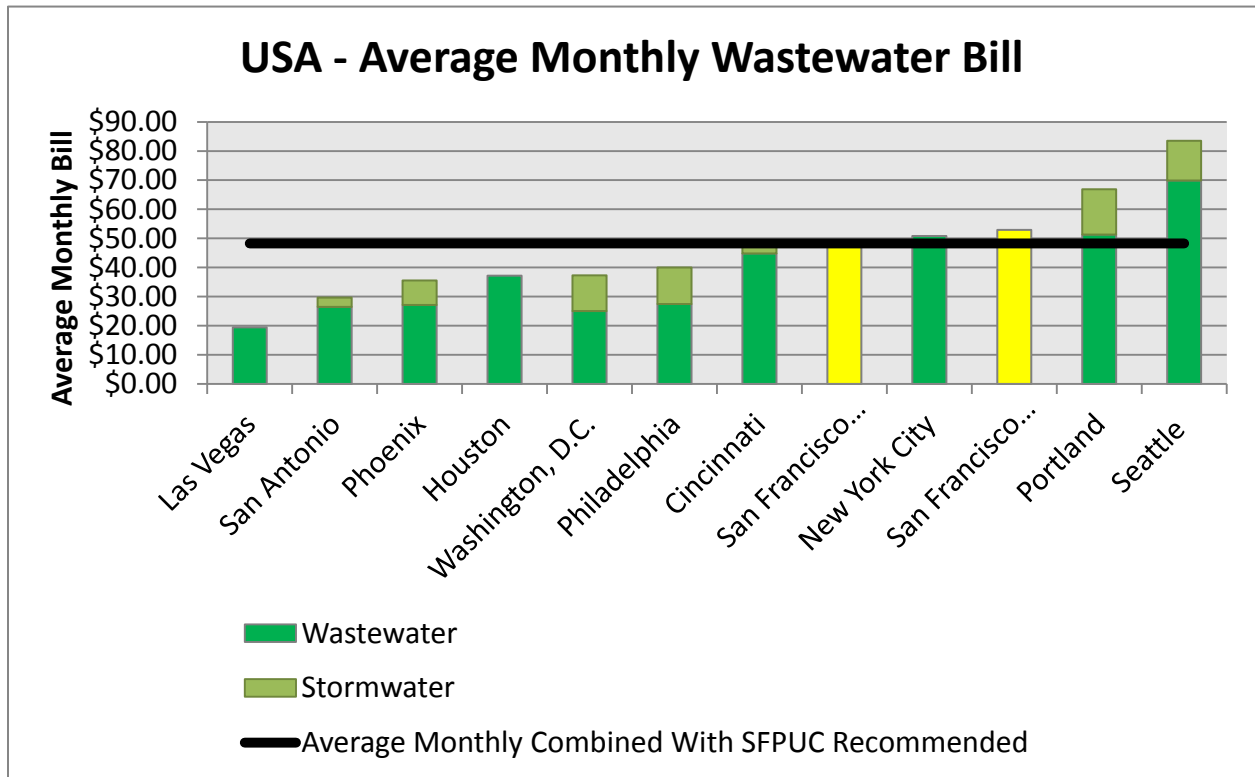 USA - Average Monthly Wastewater Bill
Average Monthly Bill
$90.00
$80.00
$70.00
$60.00
$50.00
$40.00
$30.00
$20.00
$10.00
$0.00
Las Vegas
San Antonio
Phoenix
Houston
Washington, D.C.
Philadelphia
Cincinnati
San Francisco...
New York City
San Francisco...
Portland
Seattle
Wastewater
Stormwater
Average Monthly Combined With SFPUC Recommended